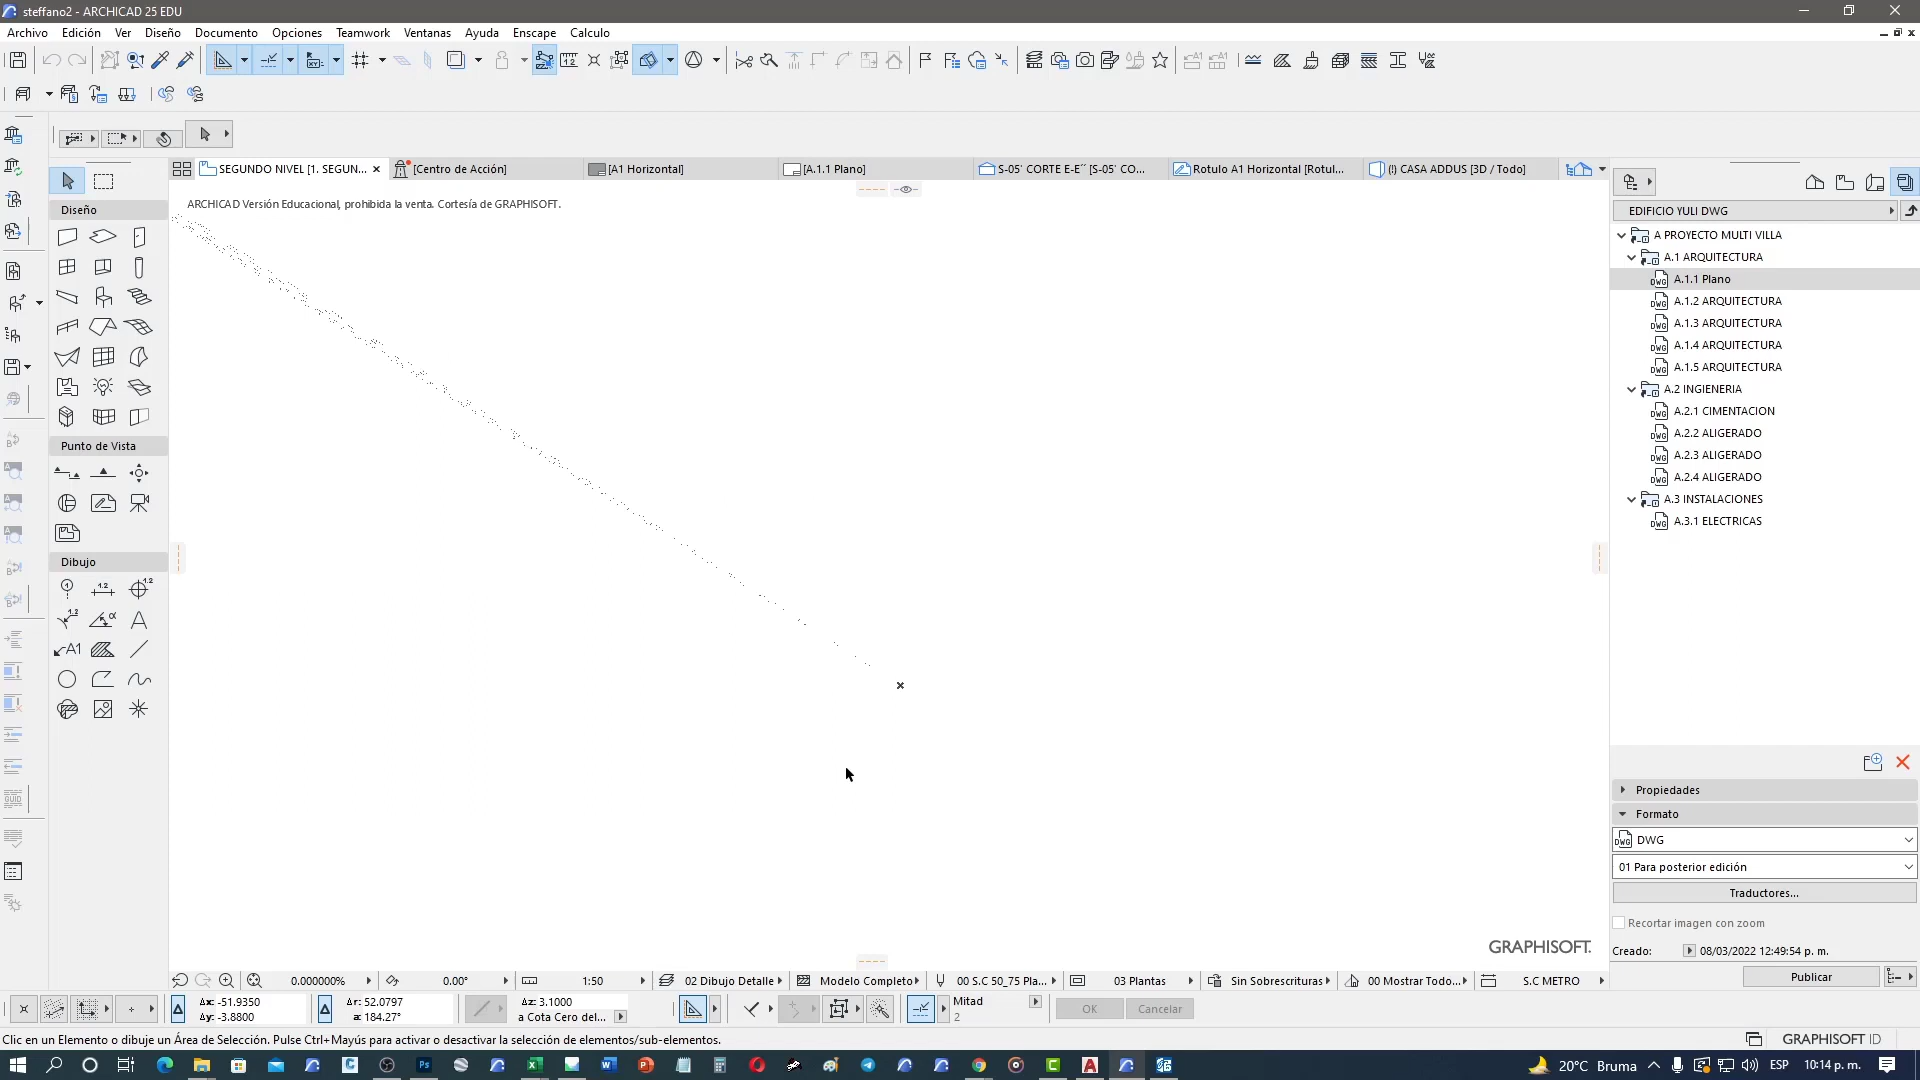 steffano2 - ARCHICAD 25 EDU
Archivo Edición Ver Diseño Documento Opciones Teamwork Ventanas Ayuda Enscape Calculo
SEGUNDO NIVEL [1. SEGUN...
[Centro de Acción]
[A1 Horizontal]
[A.1.1 Plano]
S-05' CORTE E-E´´ [S-05' CO...
Rotulo A1 Horizontal [Rotul...
(!) CASA ADDUS [3D / Todo]
ARCHICAD Versión Educacional, prohibida la venta. Cortesía de GRAPHISOFT.
Diseño
Punto de Vista
Dibujo
EDIFICIO YULI DWG
A PROYECTO MULTI VILLA
A.1 ARQUITECTURA
A.1.1 Plano
A.1.2 ARQUITECTURA
A.1.3 ARQUITECTURA
A.1.4 ARQUITECTURA
A.1.5 ARQUITECTURA
A.2 INGIENERIA
A.2.1 CIMENTACION
A.2.2 ALIGERADO
A.2.3 ALIGERADO
A.2.4 ALIGERADO
A.3 INSTALACIONES
A.3.1 ELECTRICAS
Propiedades
Formato
DWG
01 Para posterior edición
Traductores...
Recortar imagen con zoom
Creado: 08/03/2022 12:49:54 p. m.
Publicar
GRAPHISOFT.
0.000000% 0.00° 1:50 02 Dibujo Detalle Modelo Completo 00 S.C 50_75 Pla... 03 Plantas Sin Sobrescrituras 00 Mostrar Todo... S.C METRO
Δx: -51.9350
Δy: -3.8800
Δr: 52.0797
a: 184.27°
Δz: 3.1000
a Cota Cero del...
Mitad
2
OK
Cancelar
Clic en un Elemento o dibuje un Área de Selección. Pulse Ctrl+Mayús para activar o desactivar la selección de elementos/sub-elementos.
GRAPHISOFT ID
20°C Bruma
ESP
10:14 p. m.